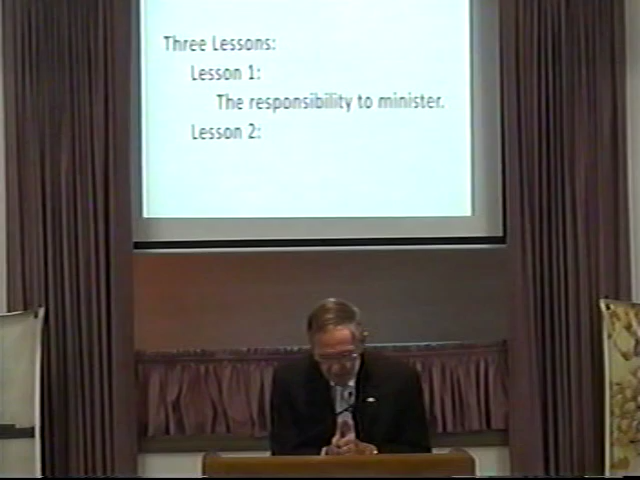 Three Lessons:
Lesson 1:
The responsibility to minister.
Lesson 2: